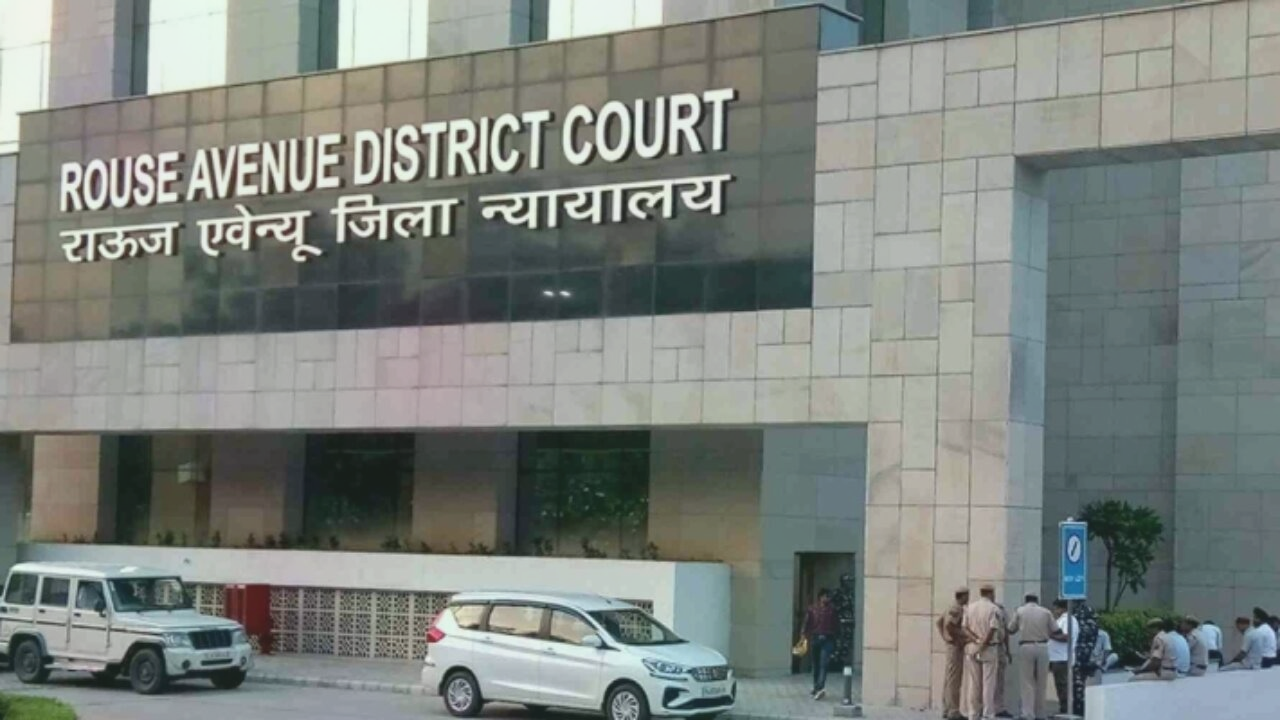 ROUSE AVENUE DISTRICT COURT
राऊज एवेन्यू जिला न्यायालय